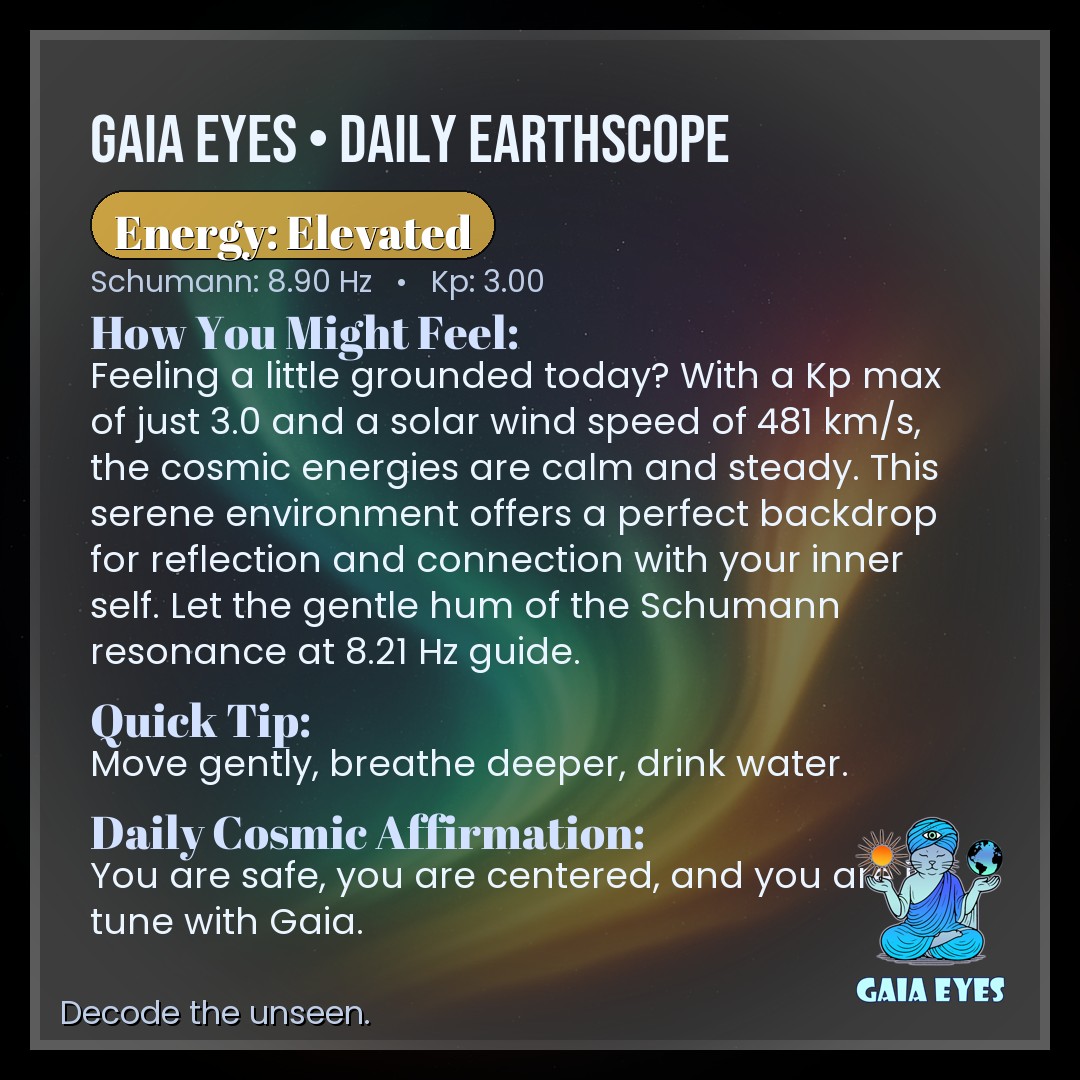 GAIA EYES • DAILY EARTHSCOPE
Energy: Elevated
Schumann: 8.90 Hz • Kp: 3.00
How You Might Feel:
Feeling a little grounded today? With a Kp max
of just 3.0 and a solar wind speed of 481 km/s,
the cosmic energies are calm and steady. This
serene environment offers a perfect backdrop
for reflection and connection with your inner
self. Let the gentle hum of the Schumann
resonance at 8.21 Hz guide.
Quick Tip:
Move gently, breathe deeper, drink water.
Daily Cosmic Affirmation:
You are safe, you are centered, and you are
tune with Gaia.
GAIA EYES
Decode the unseen.